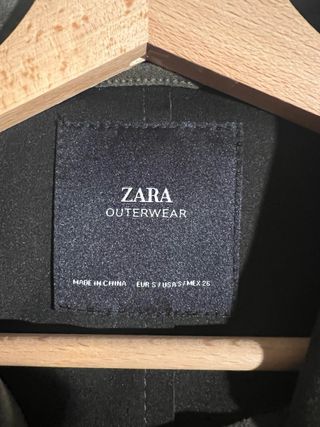 ZARA
OUTERWEAR
MADE IN CHINA EUR S / USA S / MEX 26